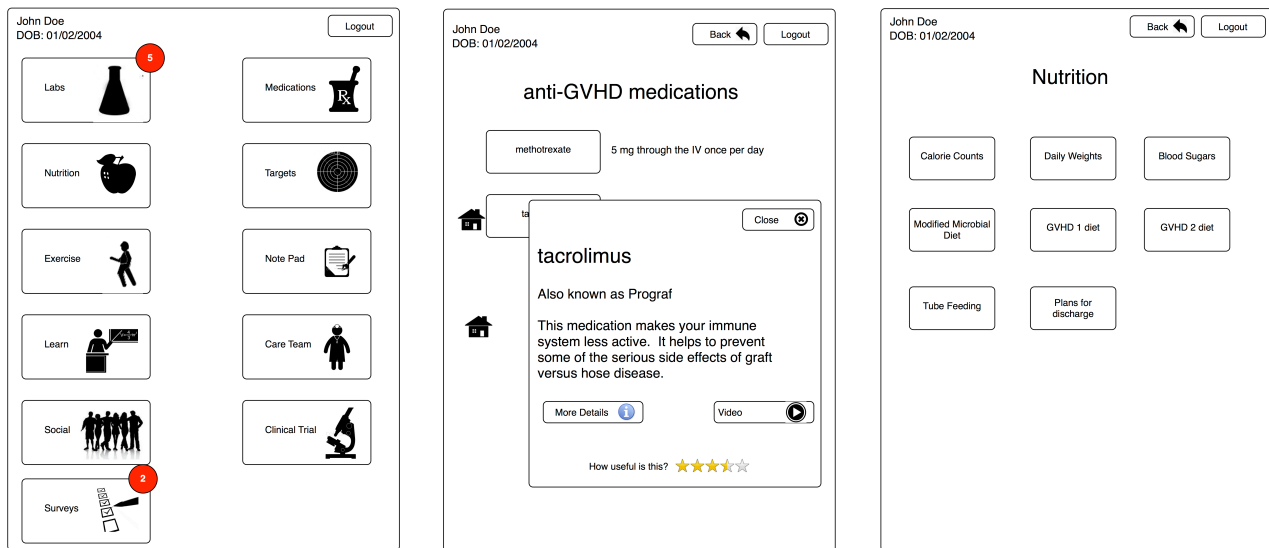 John Doe
DOB: 01/02/2004
Logout
5
Labs
Medications
Rx
Nutrition
Targets
Exercise
Note Pad
Learn
Care Team
Social
Clinical Trial
2
Surveys
John Doe
DOB: 01/02/2004
Back
Logout
anti-GVHD medications
methotrexate
5 mg through the IV once per day
ta
Close
tacrolimus
Also known as Prograf
This medication makes your immune
system less active. It helps to prevent
some of the serious side effects of graft
versus hose disease.
More Details
Video
How useful is this?
John Doe
DOB: 01/02/2004
Back
Logout
Nutrition
Calorie Counts
Daily Weights
Blood Sugars
Modified Microbial
Diet
GVHD 1 diet
GVHD 2 diet
Tube Feeding
Plans for
discharge